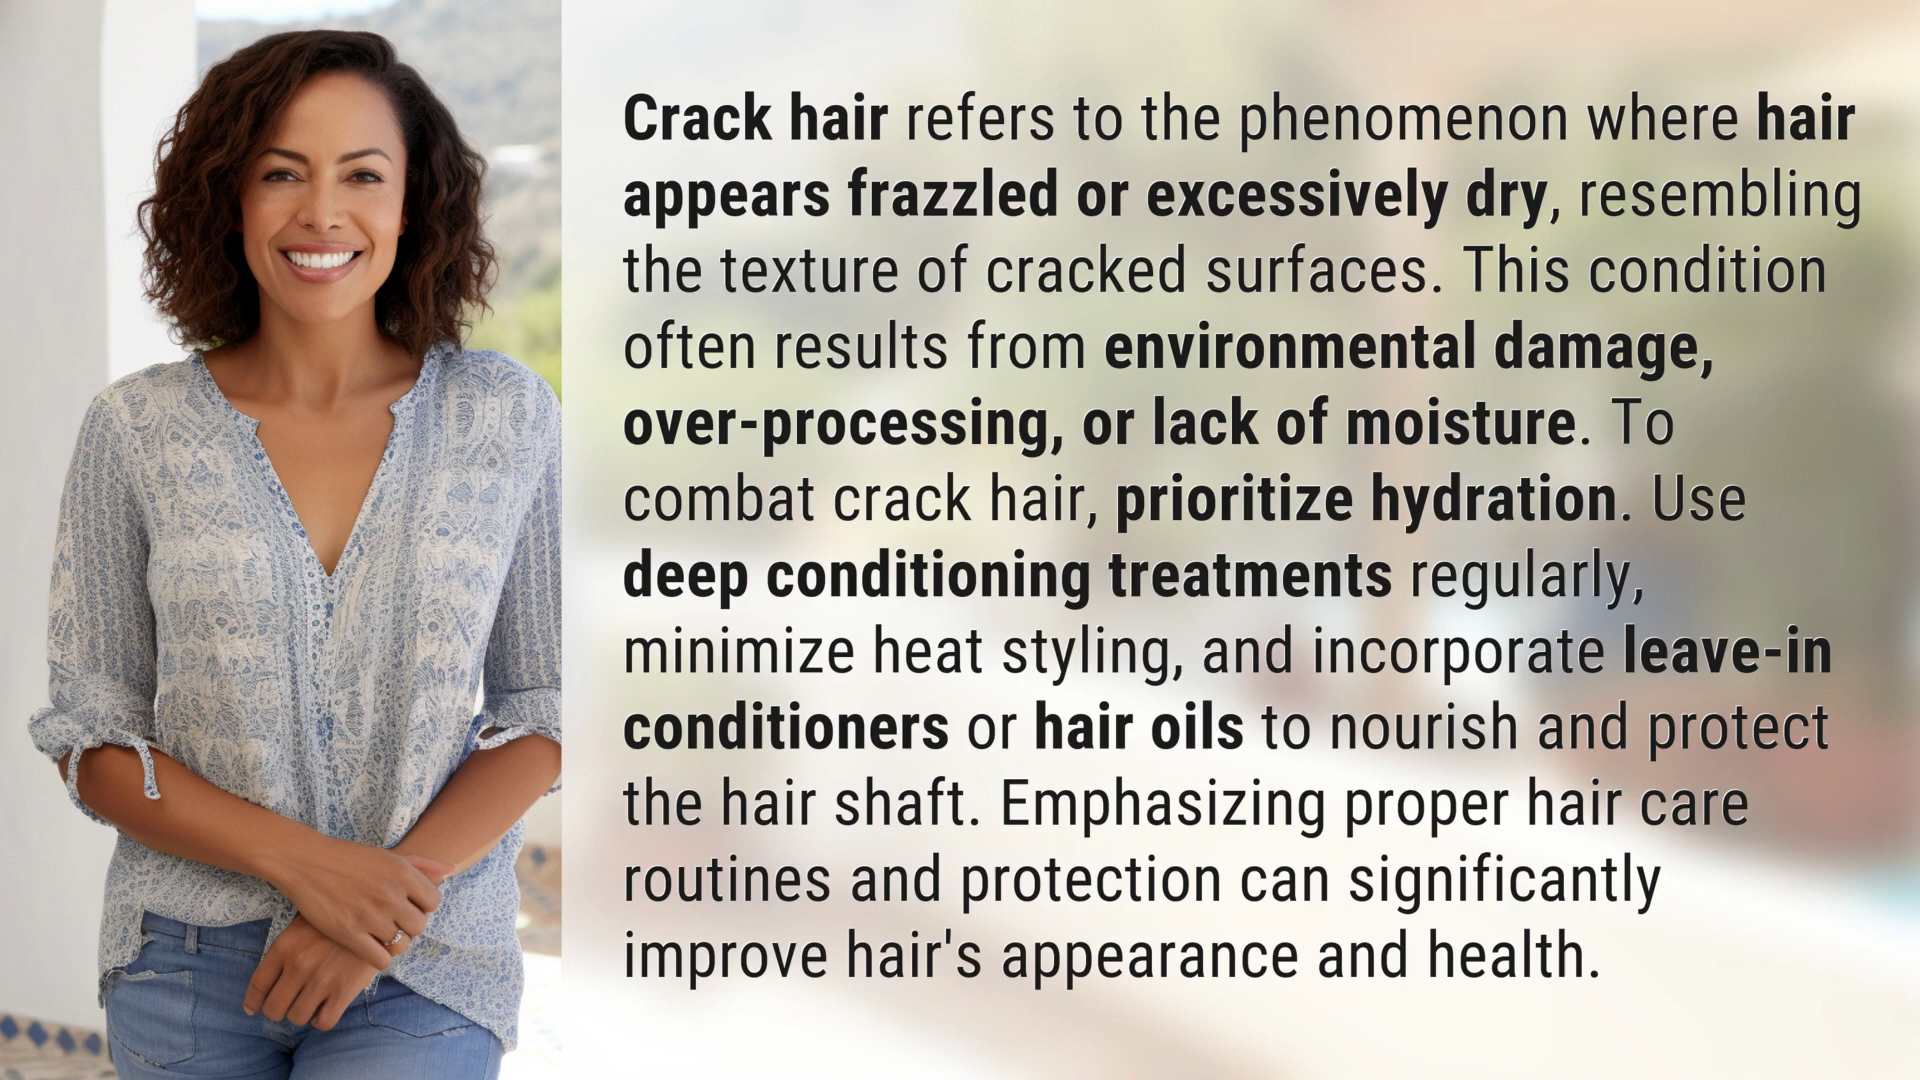 Crack hair refers to the phenomenon where hair
appears frazzled or excessively dry, resembling
the texture of cracked surfaces. This condition
often results from environmental damage,
over-processing, or lack of moisture. To
combat crack hair, prioritize hydration. Use
deep conditioning treatments regularly,
minimize heat styling, and incorporate leave-in
conditioners or hair oils to nourish and protect
the hair shaft. Emphasizing proper hair care
routines and protection can significantly
improve hair's appearance and health.